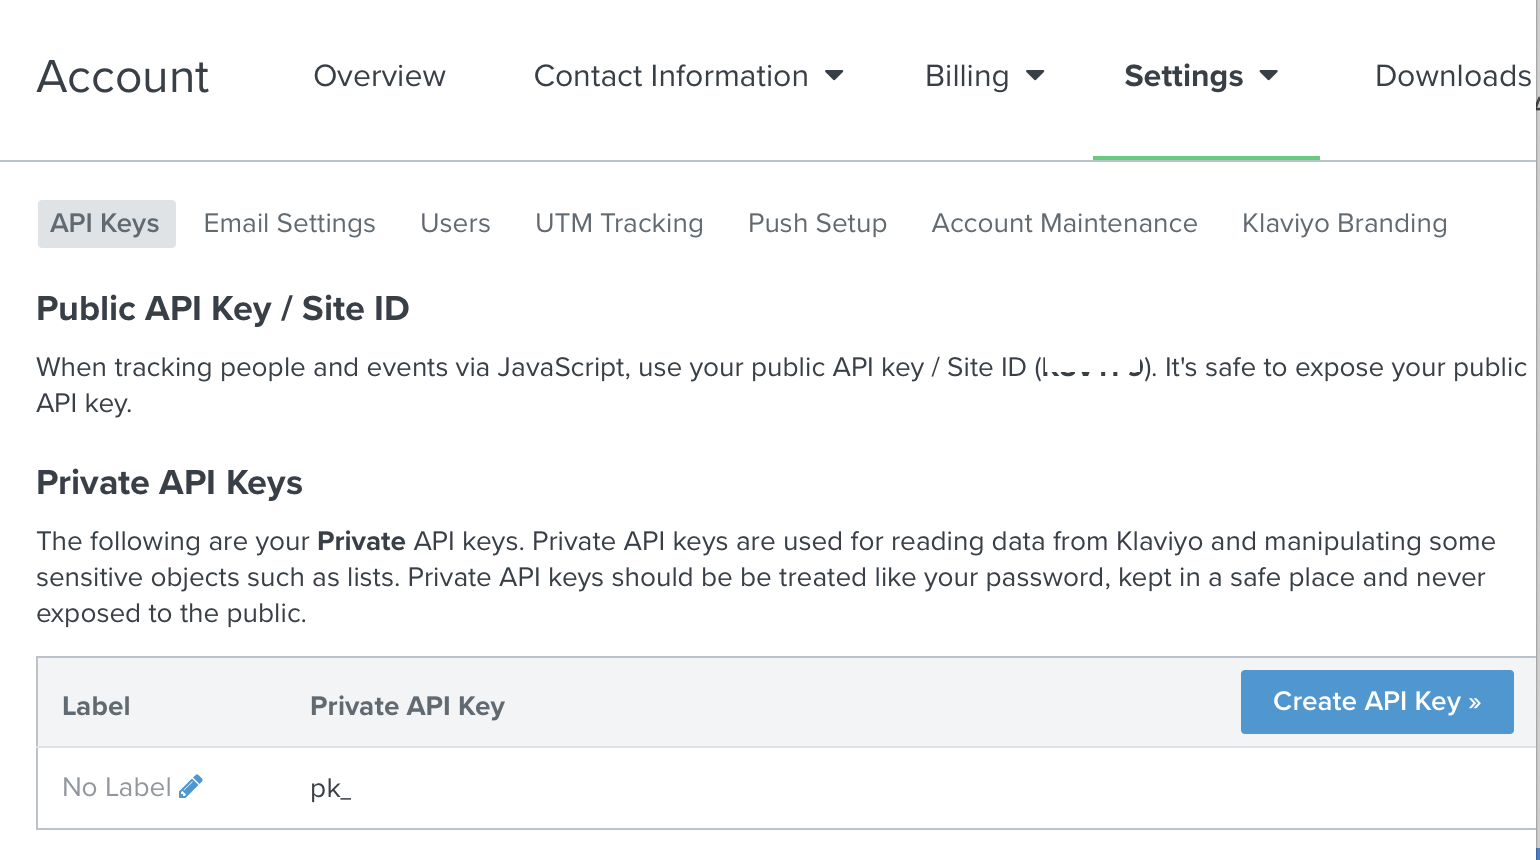 Account Overview Contact Information Billing Settings Downloads
API Keys Email Settings Users UTM Tracking Push Setup Account Maintenance Klaviyo Branding
Public API Key / Site ID
When tracking people and events via JavaScript, use your public API key / Site ID ( ). It's safe to expose your public
API key.
Private API Keys
The following are your Private API keys. Private API keys are used for reading data from Klaviyo and manipulating some
sensitive objects such as lists. Private API keys should be be treated like your password, kept in a safe place and never
exposed to the public.
Label Private API Key Create API Key »
No Label pk_